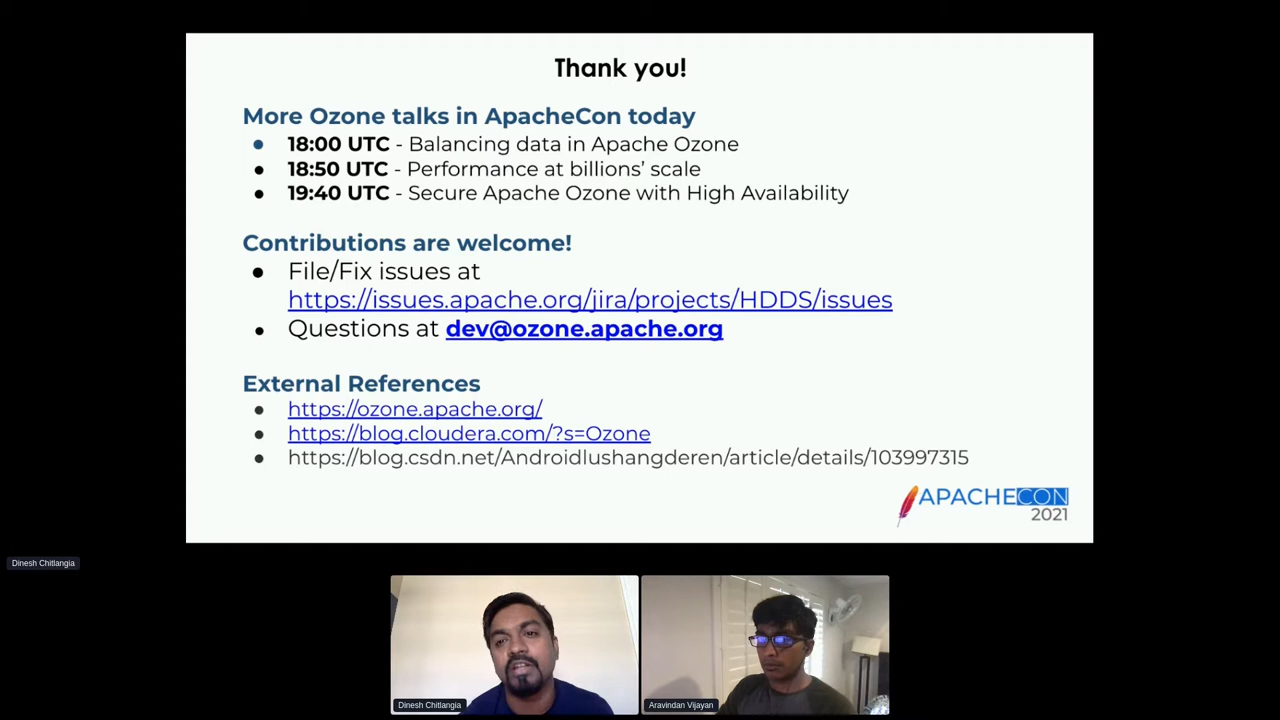 Thank you!
More Ozone talks in ApacheCon today
18:00 UTC - Balancing data in Apache Ozone
18:50 UTC - Performance at billions’ scale
19:40 UTC - Secure Apache Ozone with High Availability
Contributions are welcome!
File/Fix issues at
https://issues.apache.org/jira/projects/HDDS/issues
Questions at dev@ozone.apache.org
External References
https://ozone.apache.org/
https://blog.cloudera.com/?s=Ozone
https://blog.csdn.net/Androidlushangderen/article/details/103997315
APACHECON
2021
Dinesh Chitlangia
Dinesh Chitlangia
Aravindan Vijayan